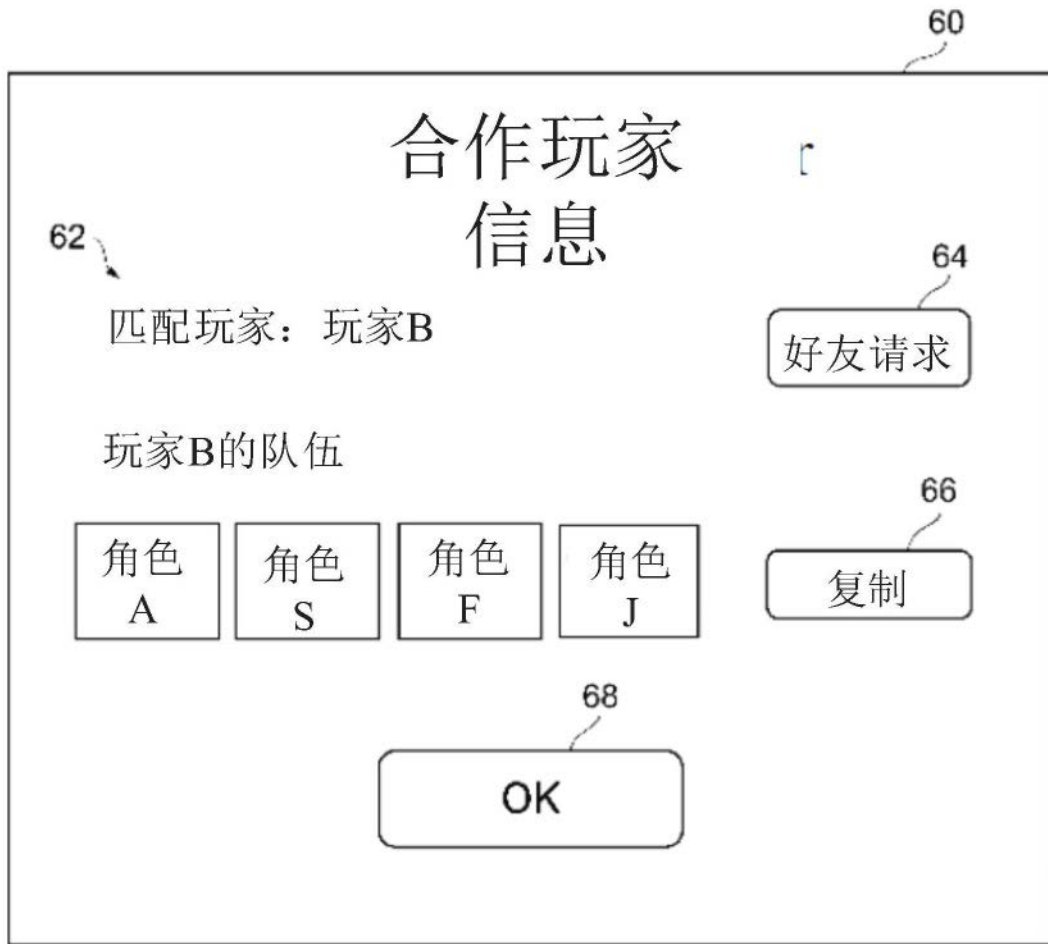 60
合作玩家 r
信息
62
64
匹配玩家：玩家B
好友请求
玩家B的队伍
66
角色 A
角色 S
角色 F
角色 J
复制
68
OK